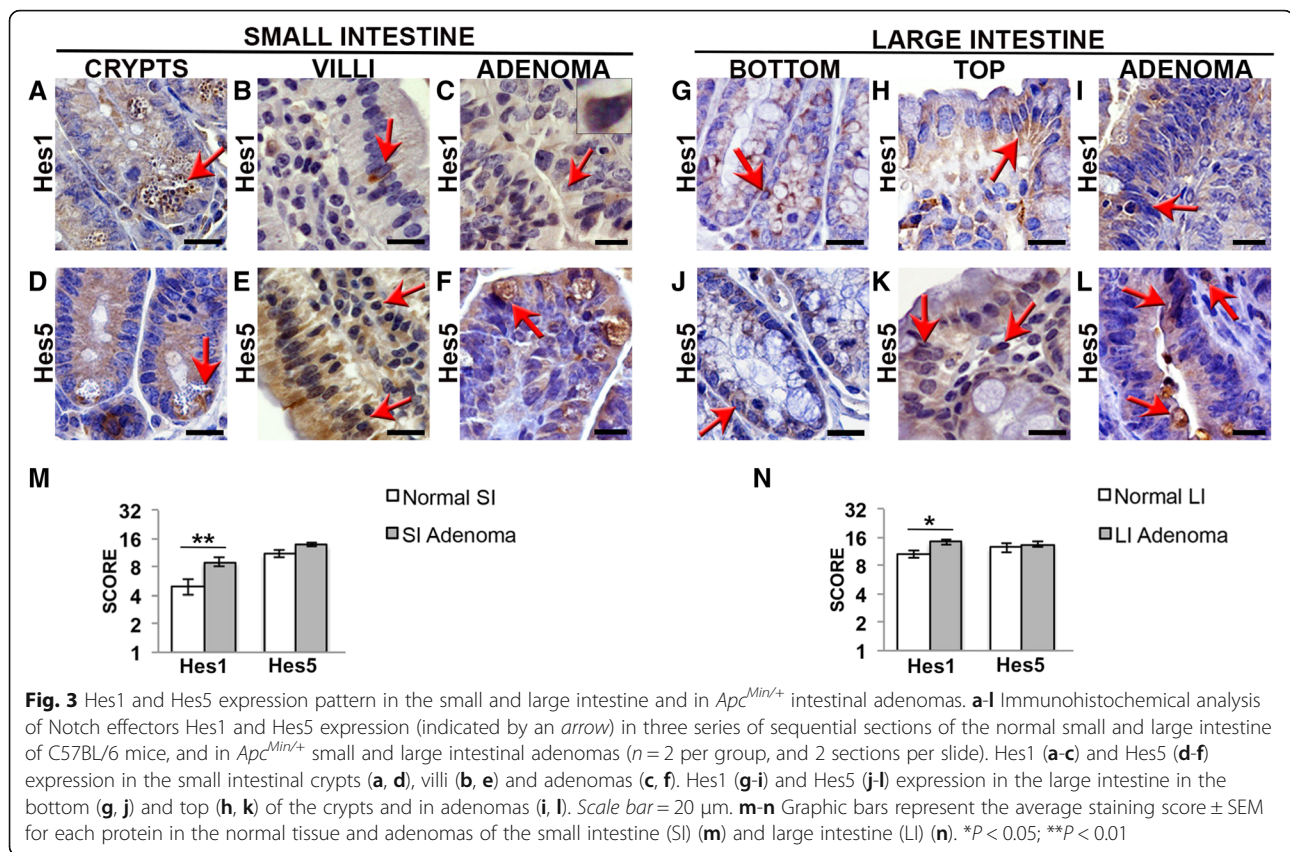 SMALL INTESTINE
LARGE INTESTINE
CRYPTS
VILLI
ADENOMA
BOTTOM
TOP
ADENOMA
A
Hes1
B
Hes1
C
Hes1
G
Hes1
H
Hes1
I
Hes1
D
Hes5
E
Hes5
F
Hes5
J
Hes5
K
Hes5
L
Hes5
M
SCORE
32
16
8
4
2
1
**
Hes1
Hes5
Normal SI
SI Adenoma
N
SCORE
32
16
8
4
2
1
*
Hes1
Hes5
Normal LI
LI Adenoma
Fig. 3 Hes1 and Hes5 expression pattern in the small and large intestine and in Apc^Min/+ intestinal adenomas. a-l Immunohistochemical analysis
of Notch effectors Hes1 and Hes5 expression (indicated by an arrow) in three series of sequential sections of the normal small and large intestine
of C57BL/6 mice, and in Apc^Min/+ small and large intestinal adenomas (n = 2 per group, and 2 sections per slide). Hes1 (a-c) and Hes5 (d-f)
expression in the small intestinal crypts (a, d), villi (b, e) and adenomas (c, f). Hes1 (g-i) and Hes5 (j-l) expression in the large intestine in the
bottom (g, j) and top (h, k) of the crypts and in adenomas (i, l). Scale bar = 20 μm. m-n Graphic bars represent the average staining score ± SEM
for each protein in the normal tissue and adenomas of the small intestine (SI) (m) and large intestine (LI) (n). *P < 0.05; **P < 0.01